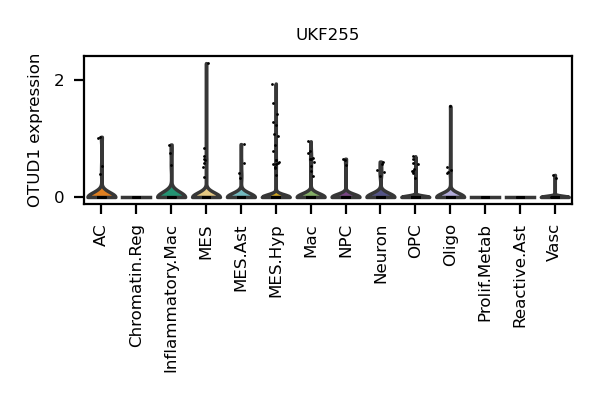 UKF255
OTUD1 expression
2
0
AC
Chromatin.Reg
Inflammatory.Mac
MES
MES.Ast
MES.Hyp
Mac
NPC
Neuron
OPC
Oligo
Prolif.Metab
Reactive.Ast
Vasc